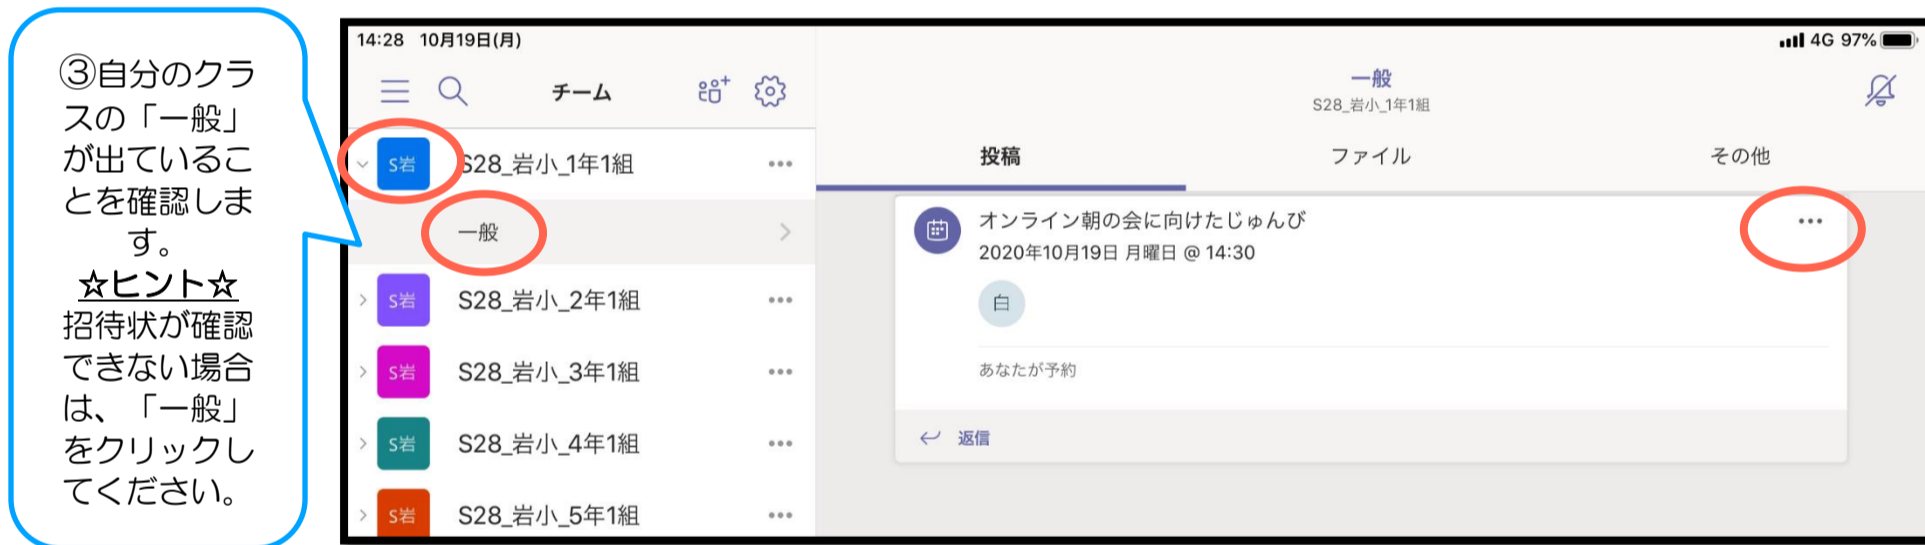 ③自分のクラ
スの「一般」
が出ているこ
とを確認しま
す。
☆ヒント☆
招待状が確認
できない場合
は、「一般」
をクリックし
てください。
14:28 10月19日(月)
4G 97%
チーム
一般
S28_岩小_1年1組
S岩 S28_岩小_1年1組
投稿 ファイル その他
一般
オンライン朝の会に向けたじゅんび
2020年10月19日 月曜日 @ 14:30
白
あなたが予約
返信
S岩 S28_岩小_2年1組
S岩 S28_岩小_3年1組
S岩 S28_岩小_4年1組
S岩 S28_岩小_5年1組